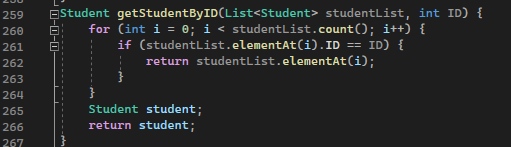 259 Student getStudentByID(List<Student> studentList, int ID) {
260 for (int i = 0; i < studentList.count(); i++) {
261 if (studentList.elementAt(i).ID == ID) {
262 return studentList.elementAt(i);
263 }
264 }
265 Student student;
266 return student;
267 }